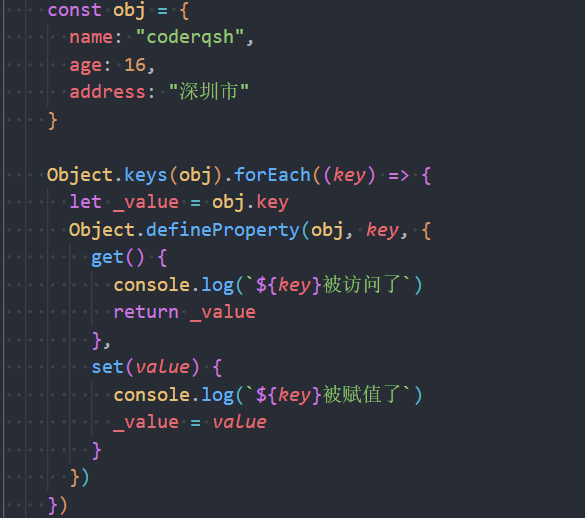 const obj = {
  name: "coderqsh",
  age: 16,
  address: "深圳市"
}

Object.keys(obj).forEach((key) => {
  let _value = obj.key
  Object.defineProperty(obj, key, {
    get() {
      console.log(`${key}被访问了`)
      return _value
    },
    set(value) {
      console.log(`${key}被赋值了`)
      _value = value
    }
  })
})